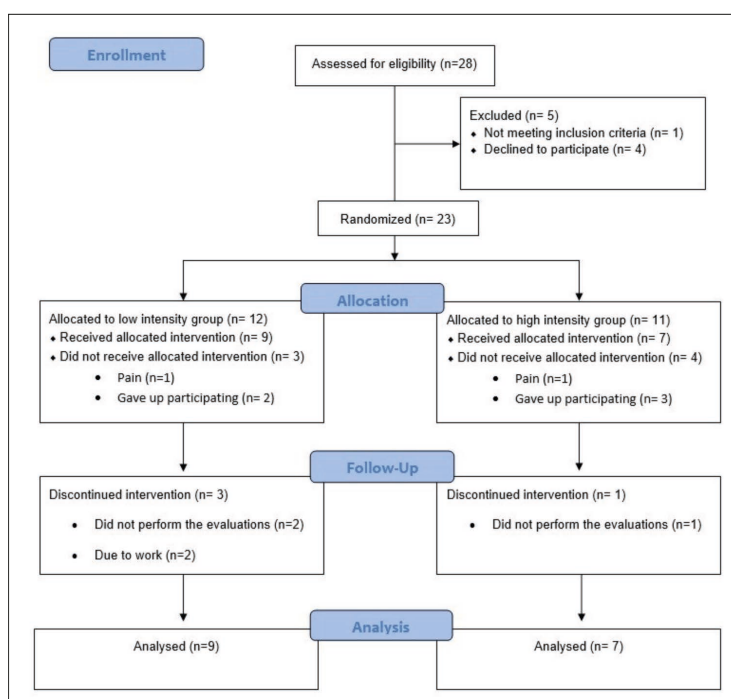 Enrollment
Assessed for eligibility (n=28)
Excluded (n= 5)
⬥ Not meeting inclusion criteria (n= 1)
⬥ Declined to participate (n= 4)
Randomized (n= 23)
Allocation
Allocated to low intensity group (n= 12)
⬥ Received allocated intervention (n= 9)
⬥ Did not receive allocated intervention (n= 3)
• Pain (n=1)
• Gave up participating (n= 2)
Allocated to high intensity group (n= 11)
⬥ Received allocated intervention (n= 7)
⬥ Did not receive allocated intervention (n= 4)
• Pain (n=1)
• Gave up participating (n= 3)
Follow-Up
Discontinued intervention (n= 3)
• Did not perform the evaluations (n=2)
• Due to work (n=2)
Discontinued intervention (n= 1)
• Did not perform the evaluations (n=1)
Analysis
Analysed (n=9)
Analysed (n= 7)